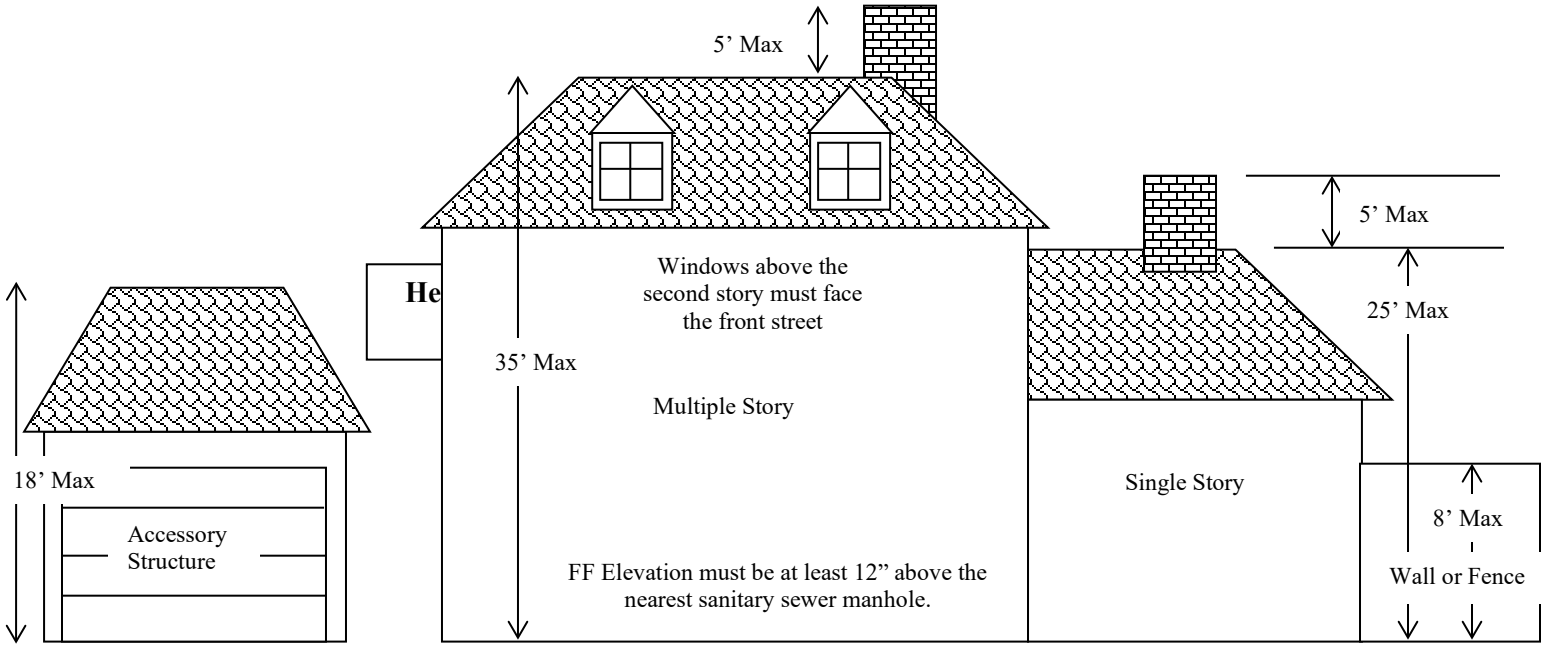 5’ Max
5’ Max
Windows above the
second story must face
the front street
He
25’ Max
35’ Max
Multiple Story
18’ Max
Single Story
8’ Max
Accessory
Structure
FF Elevation must be at least 12” above the
nearest sanitary sewer manhole.
Wall or Fence